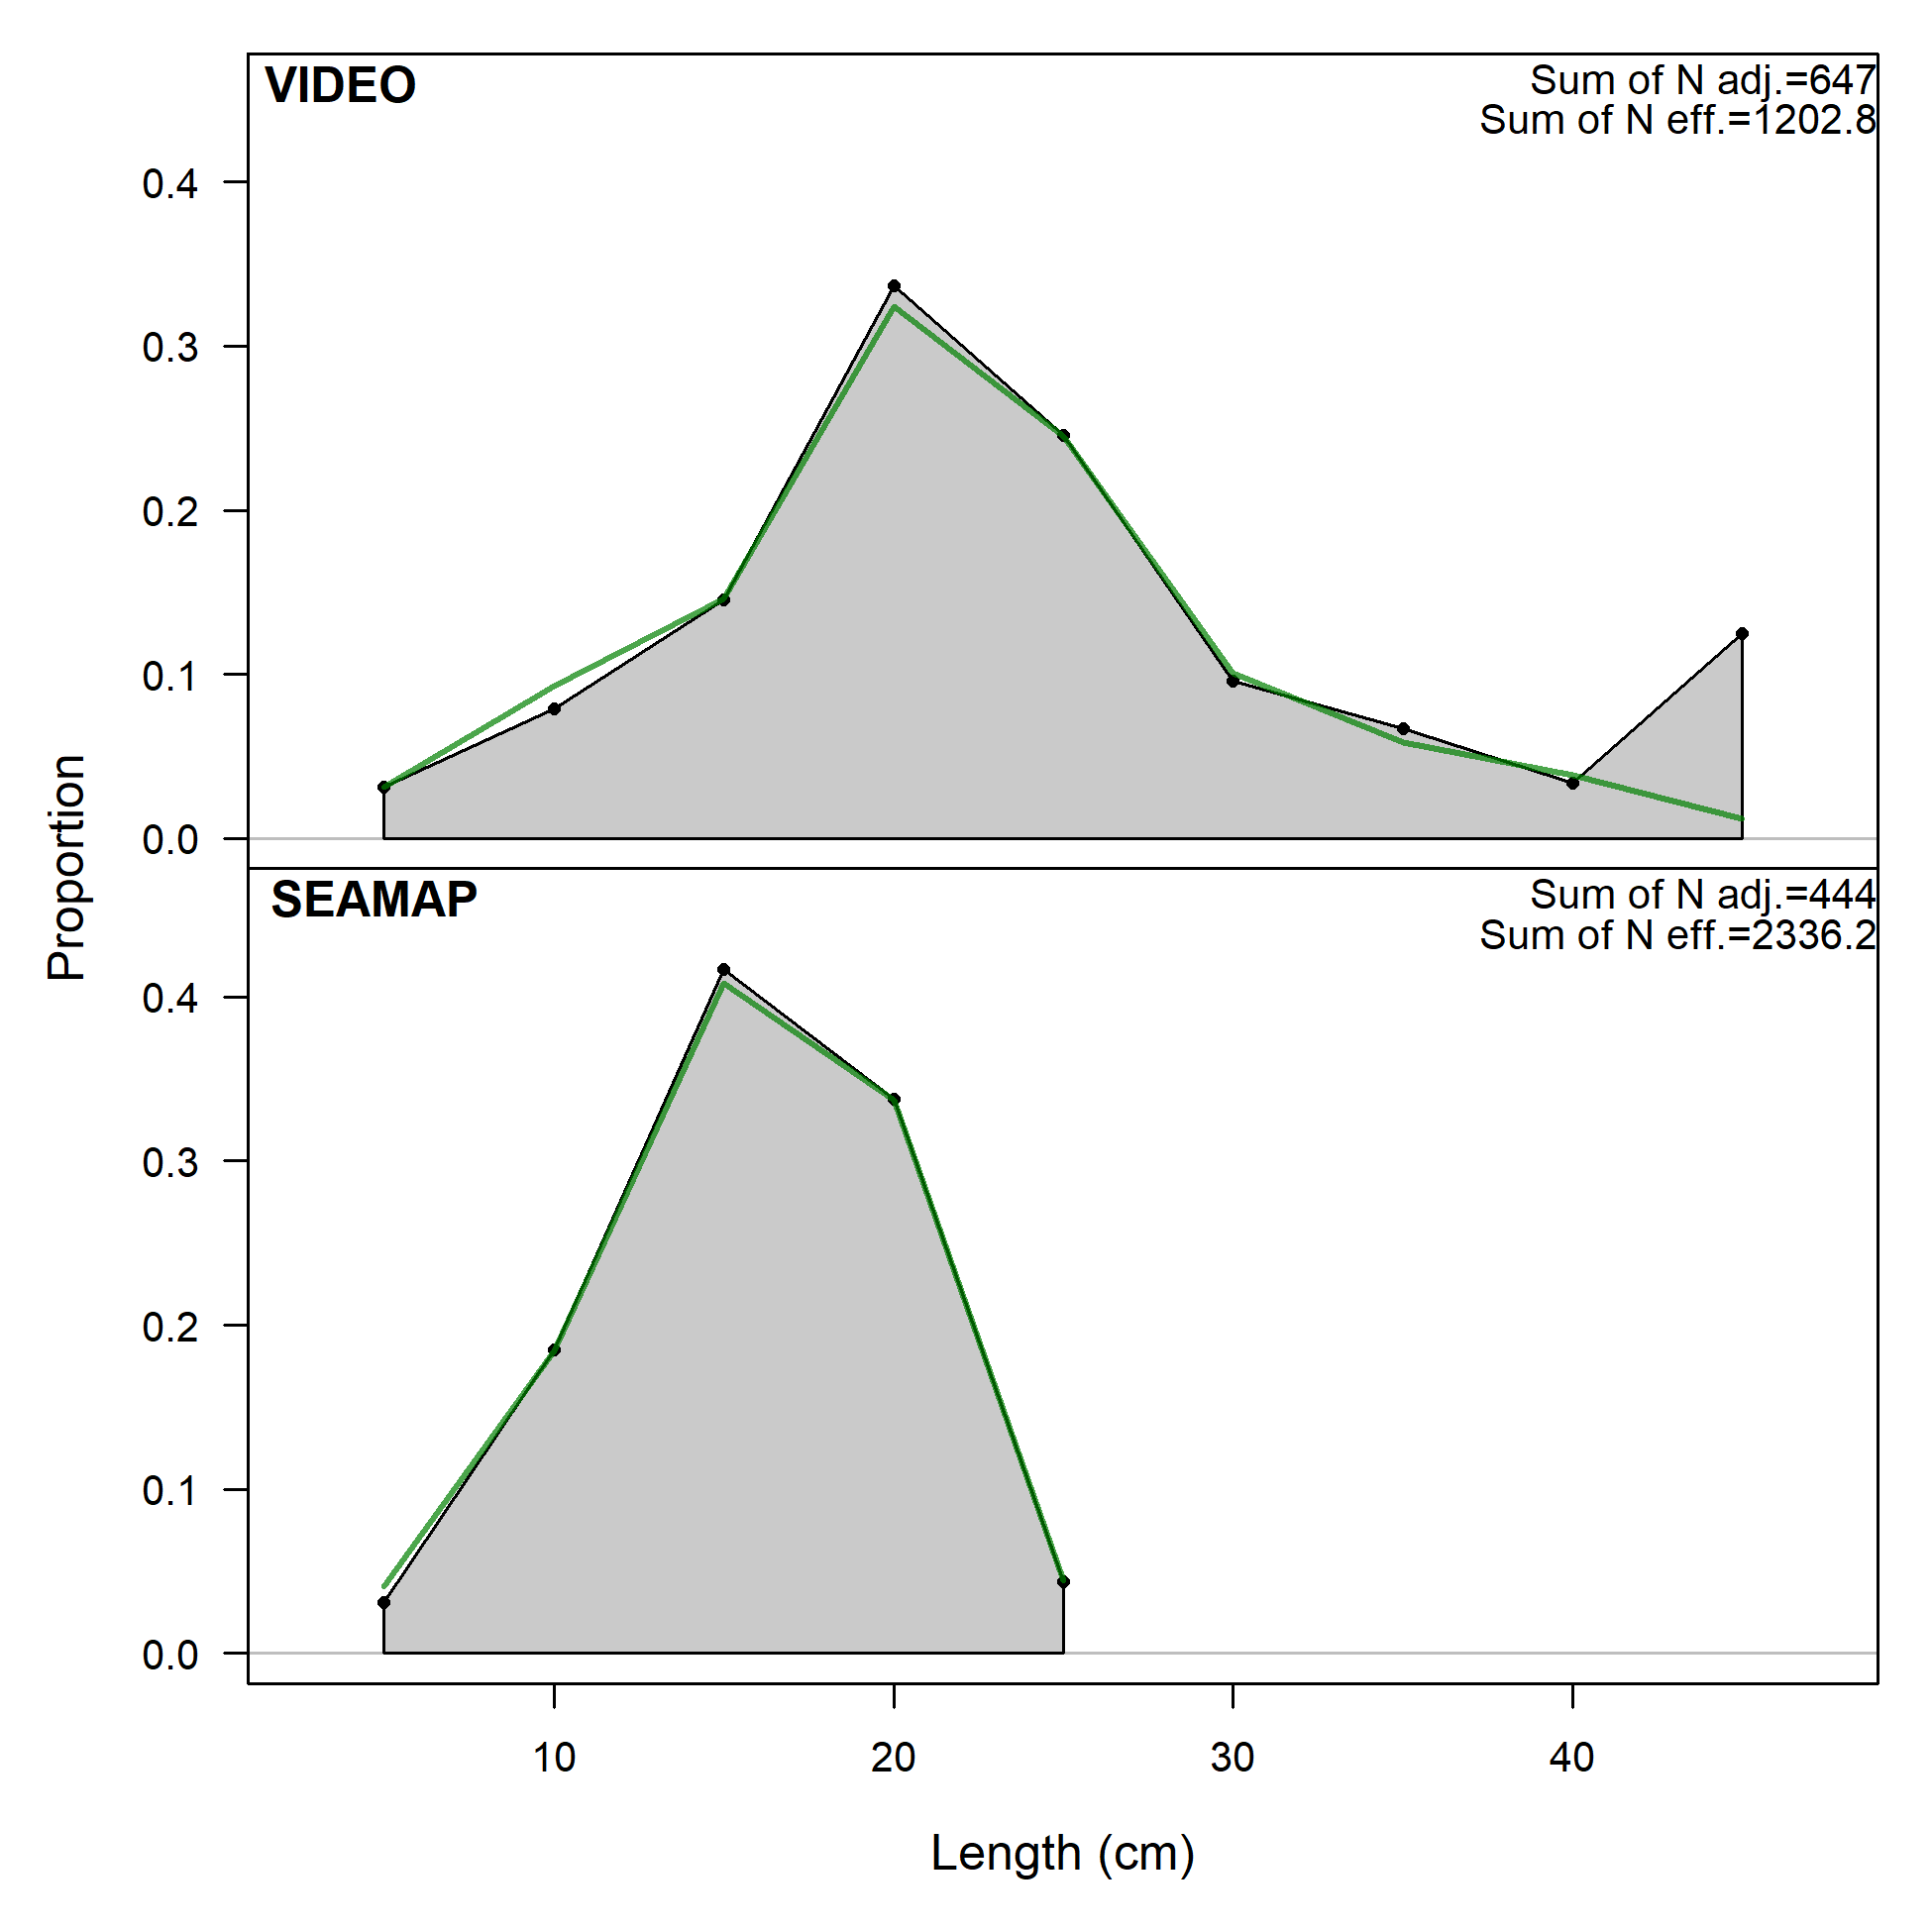 VIDEO
Sum of N adj.=647
Sum of N eff.=1202.8
0.4
0.3
0.2
0.1
0.0
SEAMAP
Sum of N adj.=444
Sum of N eff.=2336.2
0.4
0.3
0.2
0.1
0.0
Proportion
10 20 30 40
Length (cm)